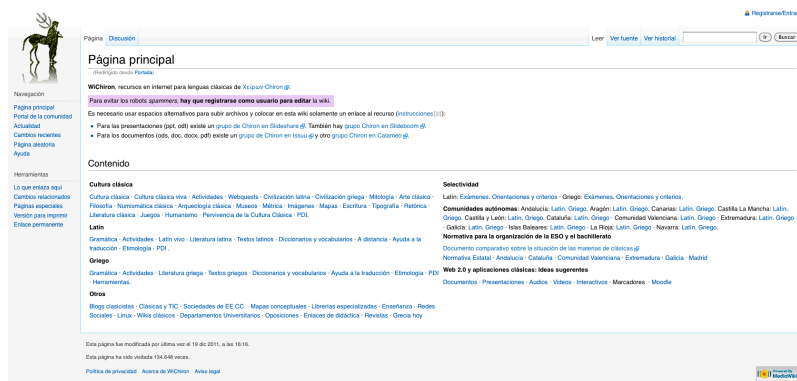 Registrarse/Entrar
Página Discusión
Leer Ver fuente Ver historial
Ir Buscar
Página principal
(Redirigido desde Portada)
WiChiron, recursos en internet para lenguas clásicas de Χείρων Chiron.
Para evitar los robots spammers, hay que registrarse como usuario para editar la wiki.
Es necesario usar espacios alternativos para subir archivos y colocar en esta wiki solamente un enlace al recurso (instrucciones):
Para las presentaciones (ppt, odt) existe un grupo de Chiron en Slideshare. También hay grupo Chiron en Slideboom.
Para los documentos (ods, doc, docx, pdf) existe un grupo de Chiron en Issuu y otro grupo Chiron en Calameo.
Navegación
Página principal
Portal de la comunidad
Actualidad
Cambios recientes
Página aleatoria
Ayuda
Herramientas
Lo que enlaza aquí
Cambios relacionados
Páginas especiales
Versión para imprimir
Enlace permanente
Contenido
Cultura clásica
Cultura clásica · Cultura clásica viva · Actividades · Webquests · Civilización latina · Civilización griega · Mitología · Arte clásico ·
Filosofía · Numismática clásica · Arqueología clásica · Museos · Métrica · Imágenes · Mapas · Escritura · Tipografía · Retórica ·
Literatura clásica · Juegos · Humanismo · Pervivencia de la Cultura Clásica · PDI.
Latín
Gramática · Actividades · Latín vivo · Literatura latina · Textos latinos · Diccionarios y vocabularios · A distancia · Ayuda a la
traducción · Etimología · PDI .
Griego
Gramática · Actividades · Literatura griega · Textos griegos · Diccionarios y vocabularios · Ayuda a la traducción · Etimología · PDI
· Herramientas.
Otros
Blogs clasicistas · Clásicas y TIC · Sociedades de EE.CC. · Mapas conceptuales · Librerías especializadas · Enseñanza · Redes
Sociales · Linux · Wikis clásicos · Departamentos Universitarios · Oposiciones · Enlaces de didáctica · Revistas · Grecia hoy
Selectividad
Latín: Exámenes. Orientaciones y criterios · Griego: Exámenes. Orientaciones y criterios.
Comunidades autónomas: Andalucía: Latín. Griego. Aragón: Latín. Griego. Canarias: Latín. Griego. Castilla La Mancha: Latín.
Griego. Castilla y León: Latín. Griego. Cataluña: Latín. Griego · Comunidad Valenciana: Latín. Griego · Extremadura: Latín. Griego
· Galicia: Latín. Griego · Islas Baleares: Latín. Griego · La Rioja: Latín. Griego · Navarra: Latín. Griego.
Normativa para la organización de la ESO y el bachillerato
Documento comparativo sobre la situación de las materias de clásicas
Normativa Estatal · Andalucía · Cataluña · Comunidad Valenciana · Extremadura · Galicia · Madrid
Web 2.0 y aplicaciones clásicas: Ideas sugerentes
Documentos · Presentaciones · Audios · Videos · Interactivos · Marcadores · Moodle
Esta página fue modificada por última vez el 19 dic 2011, a las 16:16.
Esta página ha sido visitada 134.648 veces.
Política de privacidad Acerca de WiChiron Aviso legal
Powered By
MediaWiki